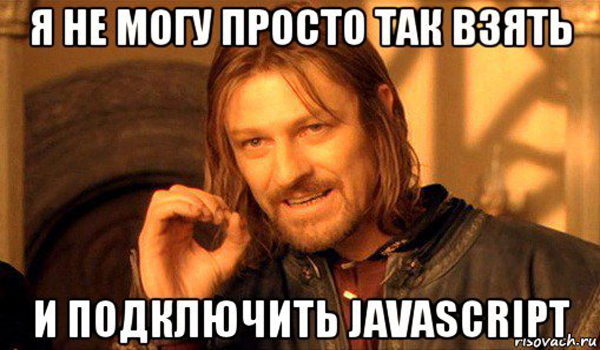 Я НЕ МОГУ ПРОСТО ТАК ВЗЯТЬ
И ПОДКЛЮЧИТЬ JAVASCRIPT
risovach.ru